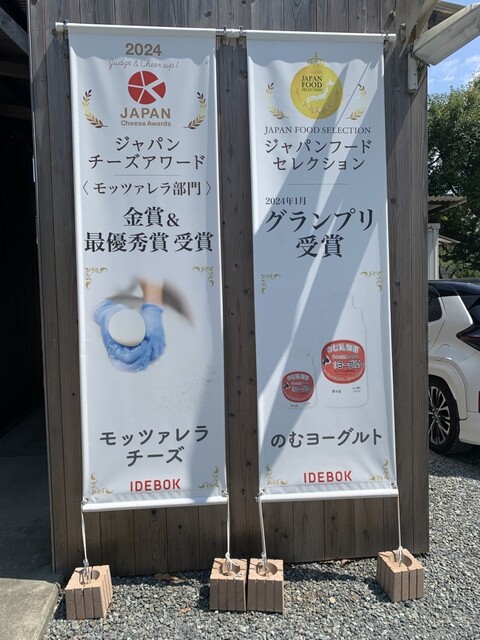 2024
Judge & Cheer up!
JAPAN
Cheese Awards
ジャパン
チーズアワード
〈 モッツァレラ部門 〉
金賞&
最優秀賞 受賞
モッツァレラ
チーズ
IDEBOK
JAPAN
FOOD
SELECTION
JAPAN FOOD SELECTION
ジャパンフード
セレクション
2024年1月
グランプリ
受賞
のむヨーグルト
IDEBOK